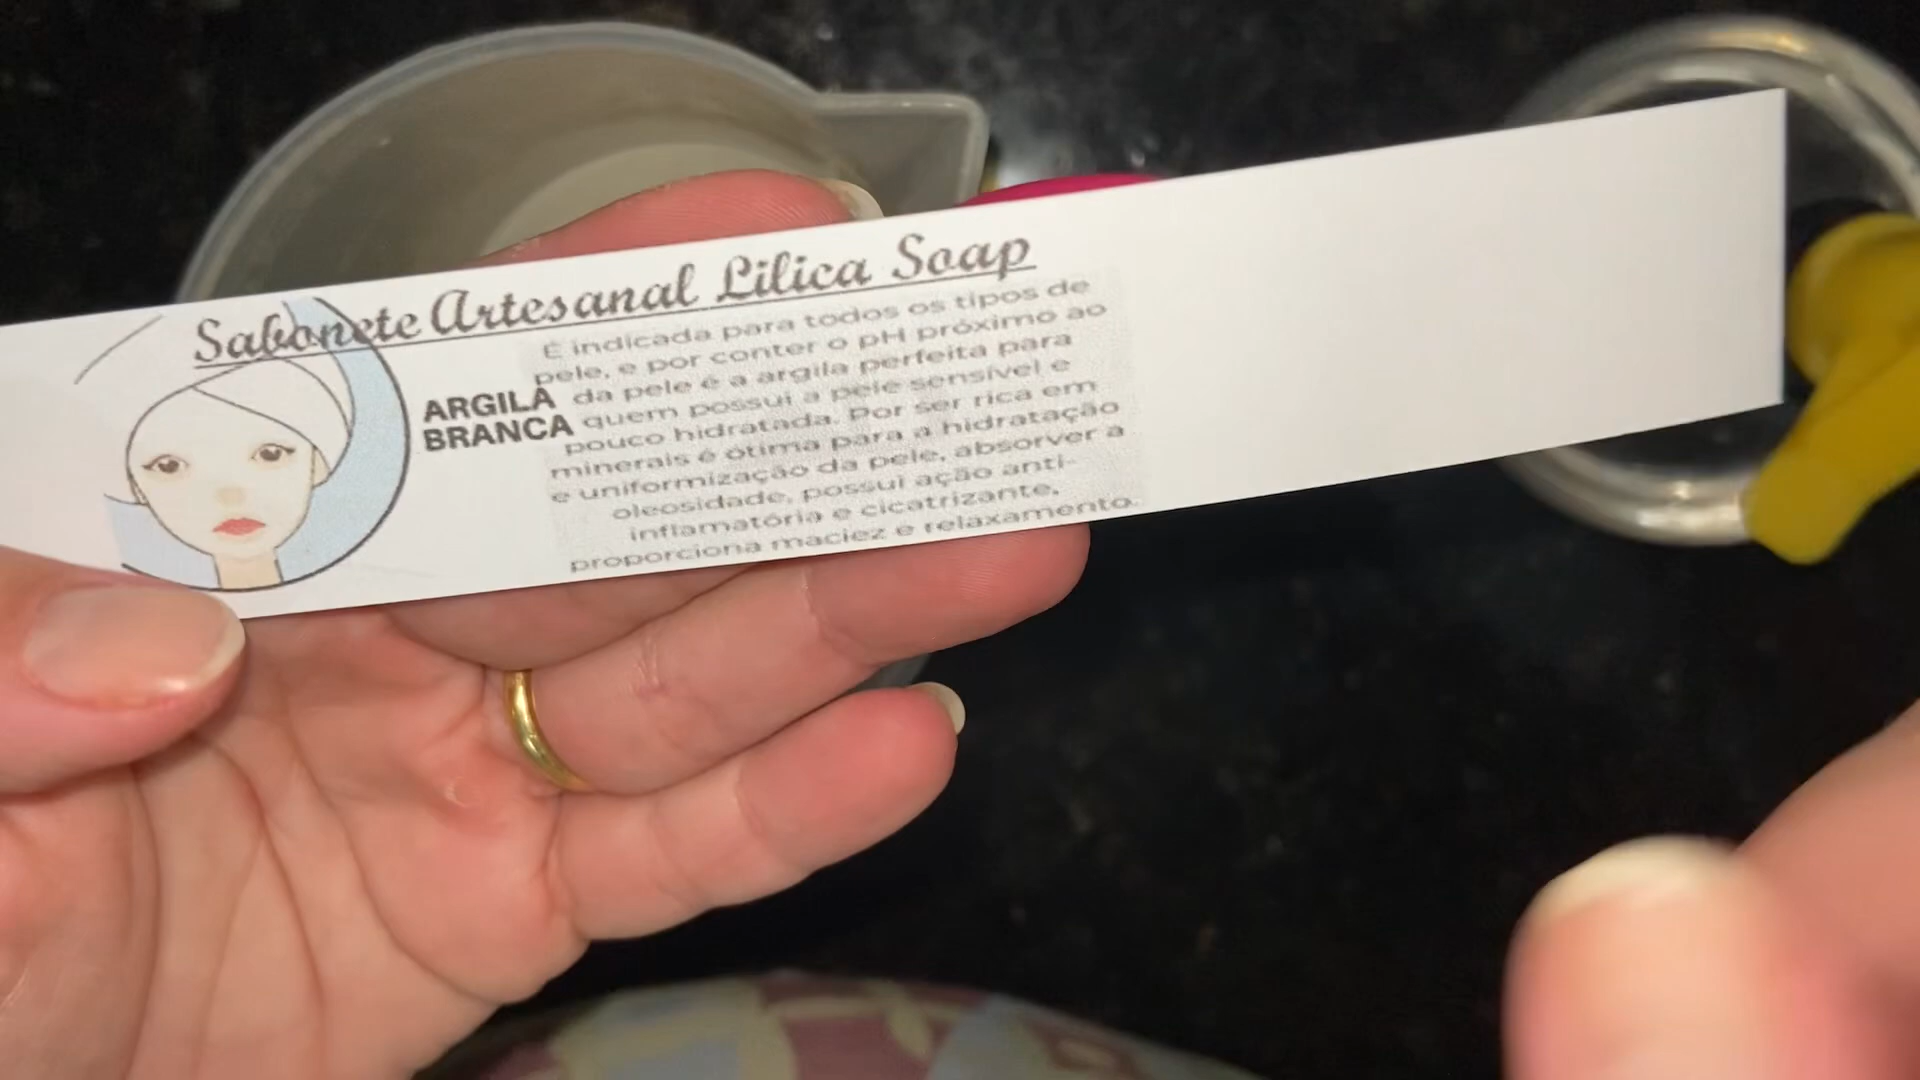 Sabonete Artesanal Lilica Soap
ARGILA
BRANCA
É indicada para todos os tipos de
pele, e por conter o pH próximo ao
da pele é a argila perfeita para
quem possui a pele sensível e
pouco hidratada. Por ser rica em
minerais é ótima para a hidratação
e uniformização da pele, absorver a
oleosidade, possui ação anti-
inflamatória e cicatrizante,
proporciona maciez e relaxamento.